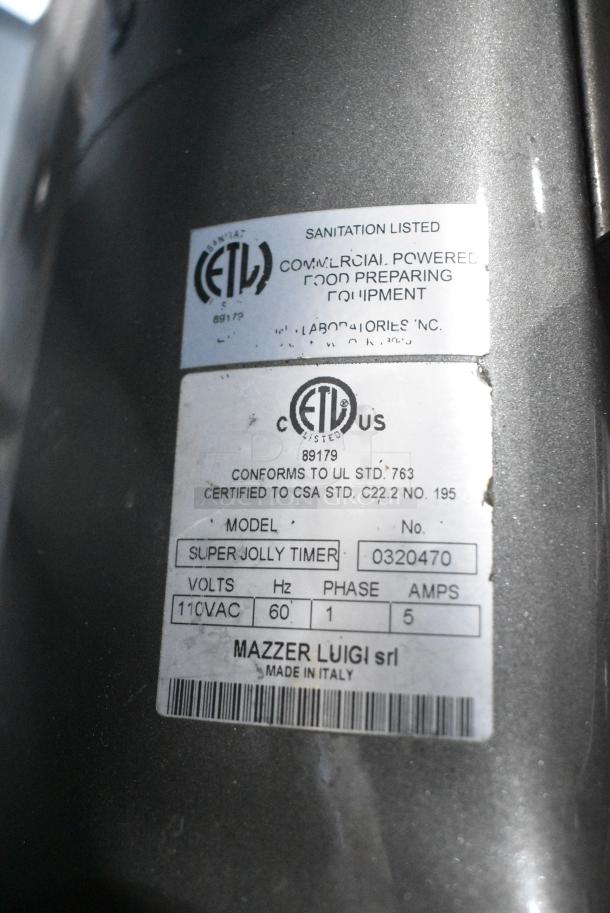 SANITATION LISTED
ETL
COMMERCIAL POWERED
FOOD PREPARING
EQUIPMENT
89179
LABORATORIES INC.
C ETL US
LISTED
89179
CONFORMS TO UL STD. 763
CERTIFIED TO CSA STD. C22.2 NO. 195
MODEL No.
SUPER JOLLY TIMER 0320470
VOLTS Hz PHASE AMPS
110VAC 60 1 5
MAZZER LUIGI srl
MADE IN ITALY
AUCTION GROUP